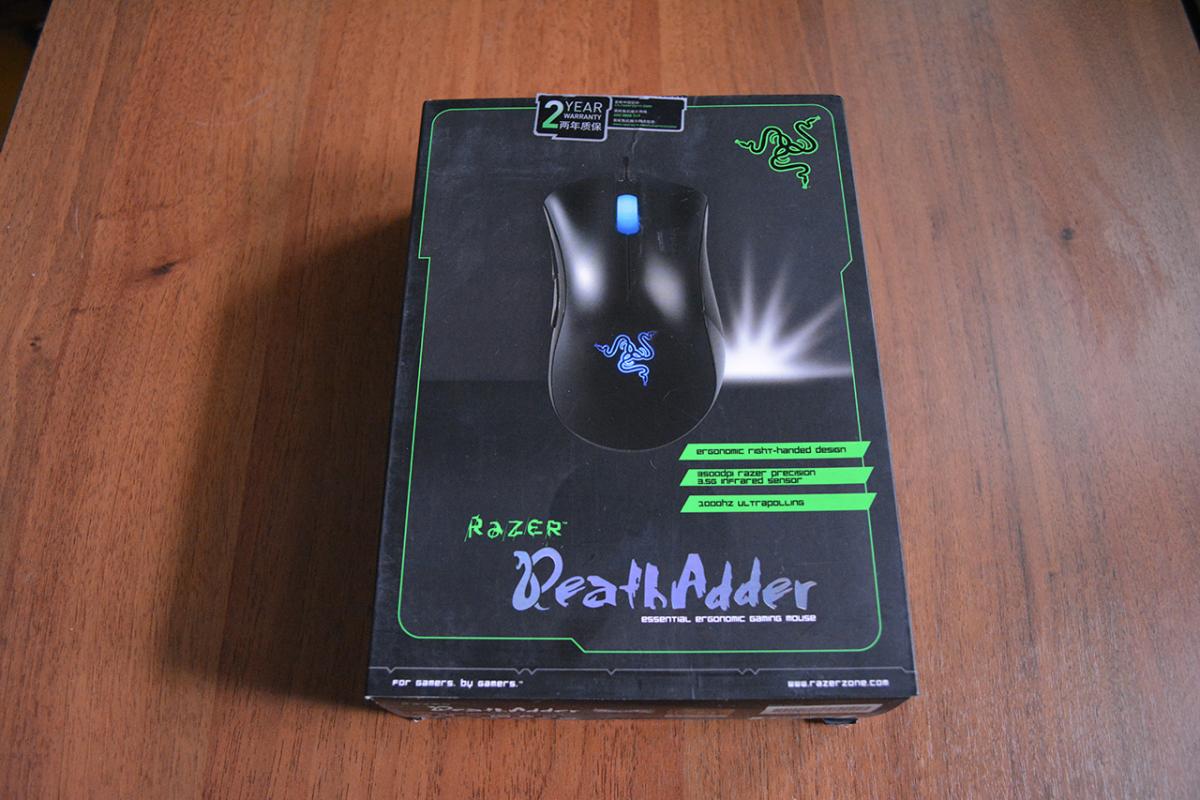 2 YEAR
WARRANTY
两年质保
ergonomic right-handed design
3500dpi razer precision
3.5G infrared sensor
1000Hz ULTRAPOLLING
RAZER™
DeathAdder
essential ergonomic gaming mouse
For Gamers. by Gamers.™
www.razerzone.com
DeathAdder